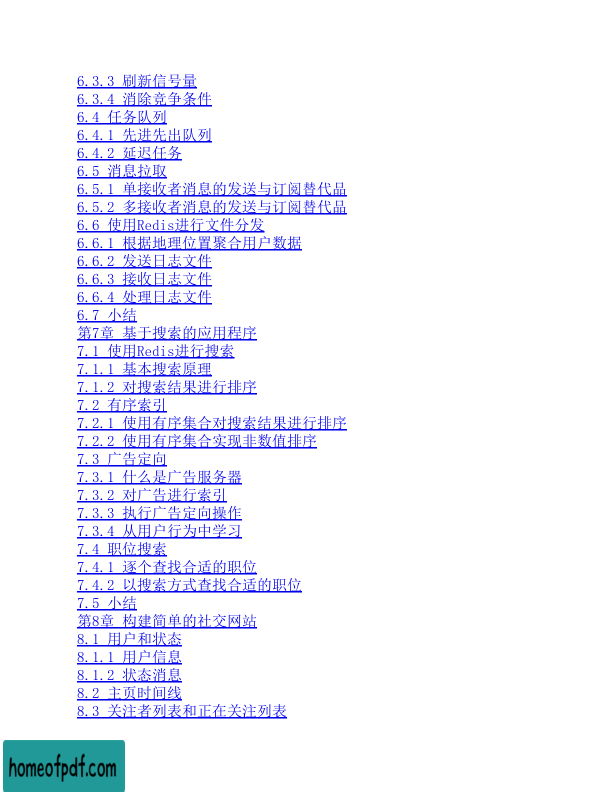 6.3.3 刷新信号量
6.3.4 消除竞争条件
6.4 任务队列
6.4.1 先进先出队列
6.4.2 延迟任务
6.5 消息拉取
6.5.1 单接收者消息的发送与订阅替代品
6.5.2 多接收者消息的发送与订阅替代品
6.6 使用Redis进行文件分发
6.6.1 根据地理位置聚合用户数据
6.6.2 发送日志文件
6.6.3 接收日志文件
6.6.4 处理日志文件
6.7 小结
第7章 基于搜索的应用程序
7.1 使用Redis进行搜索
7.1.1 基本搜索原理
7.1.2 对搜索结果进行排序
7.2 有序索引
7.2.1 使用有序集合对搜索结果进行排序
7.2.2 使用有序集合实现非数值排序
7.3 广告定向
7.3.1 什么是广告服务器
7.3.2 对广告进行索引
7.3.3 执行广告定向操作
7.3.4 从用户行为中学习
7.4 职位搜索
7.4.1 逐个查找合适的职位
7.4.2 以搜索方式查找合适的职位
7.5 小结
第8章 构建简单的社交网站
8.1 用户和状态
8.1.1 用户信息
8.1.2 状态消息
8.2 主页时间线
8.3 关注者列表和正在关注列表
homeofpdf.com